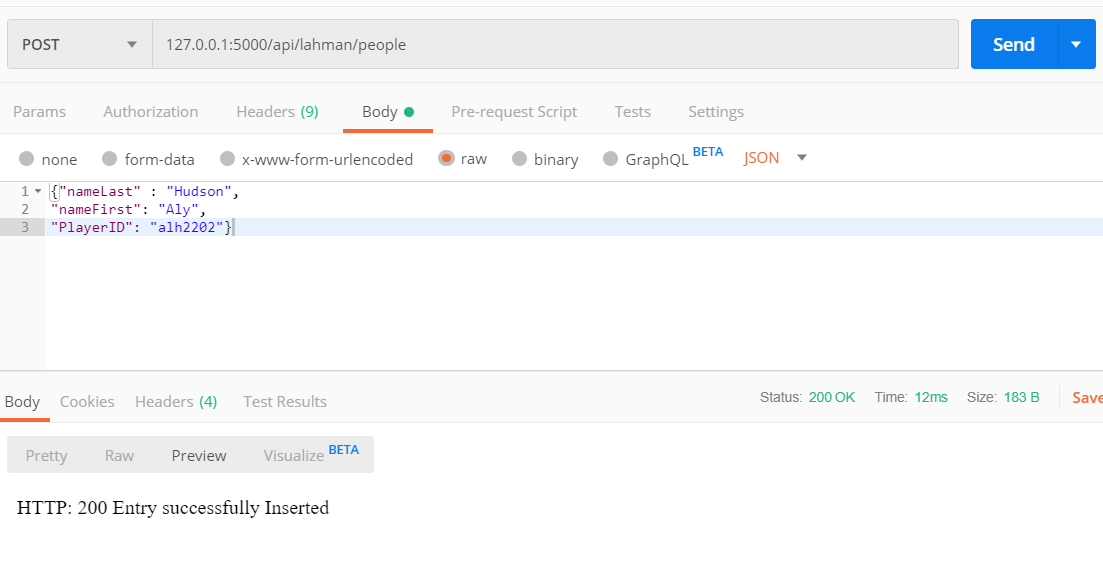 POST 127.0.0.1:5000/api/lahman/people Send
Params Authorization Headers (9) Body Pre-request Script Tests Settings
none form-data x-www-form-urlencoded raw binary GraphQL BETA JSON
1 {"nameLast" : "Hudson",
2 "nameFirst": "Aly",
3 "PlayerID": "alh2202"}
Body Cookies Headers (4) Test Results Status: 200 OK Time: 12ms Size: 183 B Save
Pretty Raw Preview Visualize BETA
HTTP: 200 Entry successfully Inserted